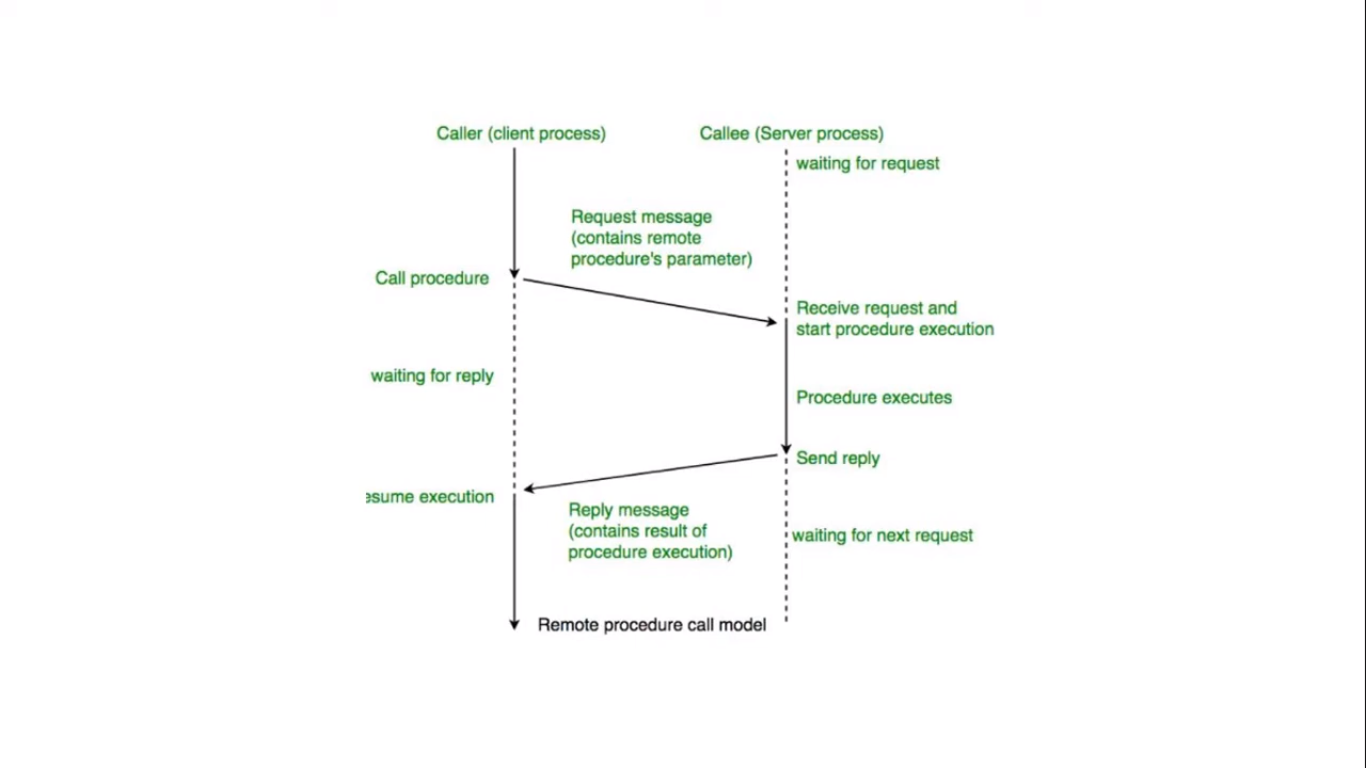 Caller (client process)
Callee (Server process)
waiting for request
Request message
(contains remote
procedure's parameter)
Call procedure
Receive request and
start procedure execution
waiting for reply
Procedure executes
Send reply
esume execution
Reply message
(contains result of
procedure execution)
waiting for next request
Remote procedure call model